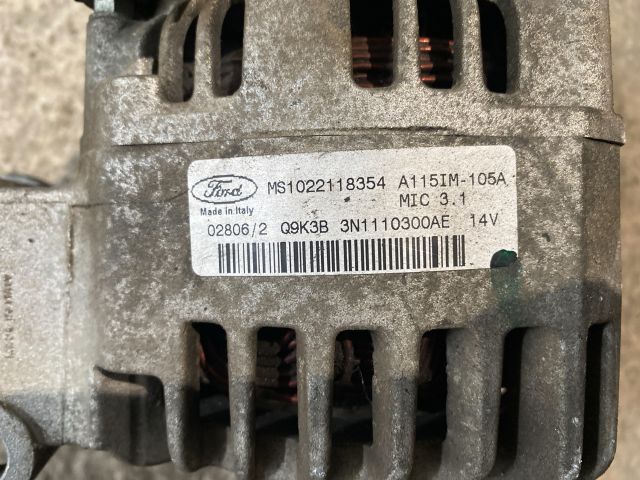 Ford MS1022118354 A115IM-105A
Made in Italy MIC 3.1
02806/2 Q9K3B 3N1110300AE 14V